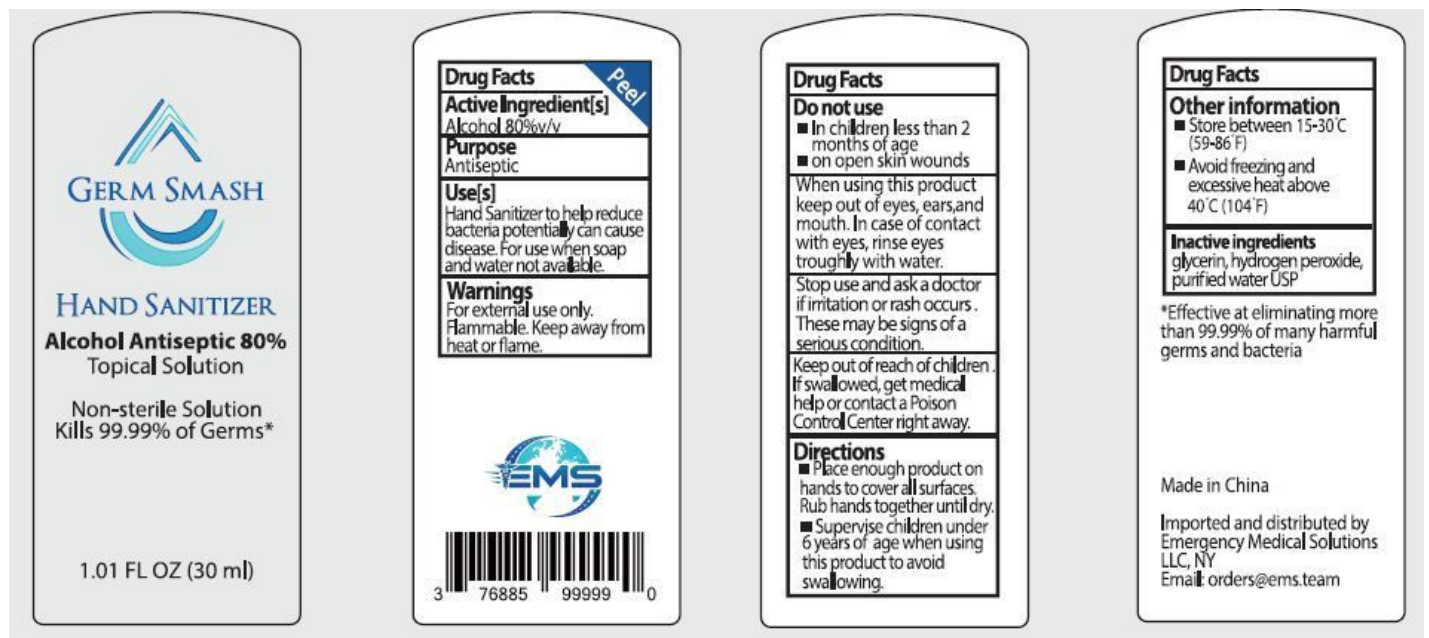 GERM SMASH
HAND SANITIZER
Alcohol Antiseptic 80%
Topical Solution
Non-sterile Solution
Kills 99.99% of Germs*
1.01 FL OZ (30 ml)
Peel
Drug Facts
Active Ingredient[s]
Alcohol 80%v/v
Purpose
Antiseptic
Use[s]
Hand Sanitizer to help reduce
bacteria potentially can cause
disease. For use when soap
and water not available.
Warnings
For external use only.
Flammable. Keep away from
heat or flame.
EMS
3 76885 99999 0
Drug Facts
Do not use
■ In children less than 2
months of age
■ on open skin wounds
When using this product
keep out of eyes, ears,and
mouth. In case of contact
with eyes, rinse eyes
troughly with water.
Stop use and ask a doctor
if irritation or rash occurs .
These may be signs of a
serious condition.
Keep out of reach of children .
If swallowed, get medical
help or contact a Poison
Control Center right away.
Directions
■ Place enough product on
hands to cover all surfaces.
Rub hands together until dry.
■ Supervise children under
6 years of age when using
this product to avoid
swallowing.
Drug Facts
Other information
■ Store between 15-30°C
(59-86°F)
■ Avoid freezing and
excessive heat above
40°C (104°F)
Inactive ingredients
glycerin, hydrogen peroxide,
purified water USP
*Effective at eliminating more
than 99.99% of many harmful
germs and bacteria
Made in China
Imported and distributed by
Emergency Medical Solutions
LLC, NY
Email: orders@ems.team